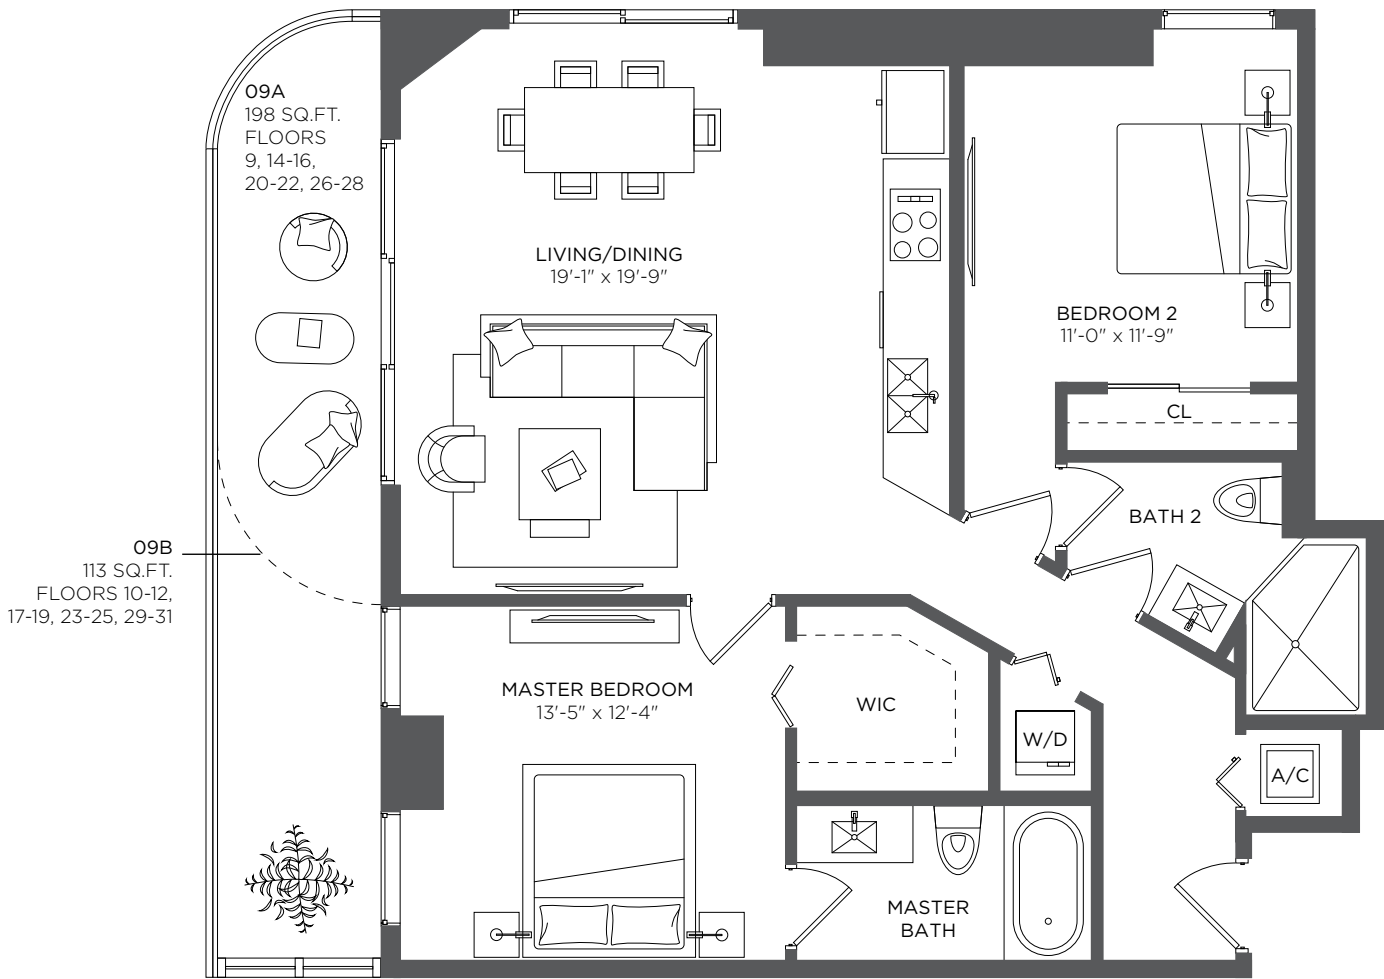 09A
198 SQ.FT.
FLOORS
9, 14-16,
20-22, 26-28
LIVING/DINING
19'-1" x 19'-9"
BEDROOM 2
11'-0" x 11'-9"
CL
BATH 2
09B
113 SQ.FT.
FLOORS 10-12,
17-19, 23-25, 29-31
MASTER BEDROOM
13'-5" x 12'-4"
WIC
W/D
A/C
MASTER
BATH